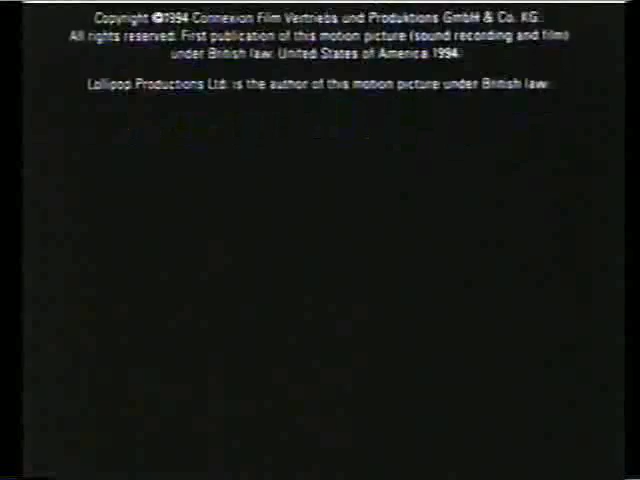 Copyright ©1994 Connexion Film Vertriebs und Produktions GmbH & Co. KG.
All rights reserved. First publication of this motion picture (sound recording and film)
under British law: United States of America 1994.
Lollipop Productions Ltd. is the author of this motion picture under British law.